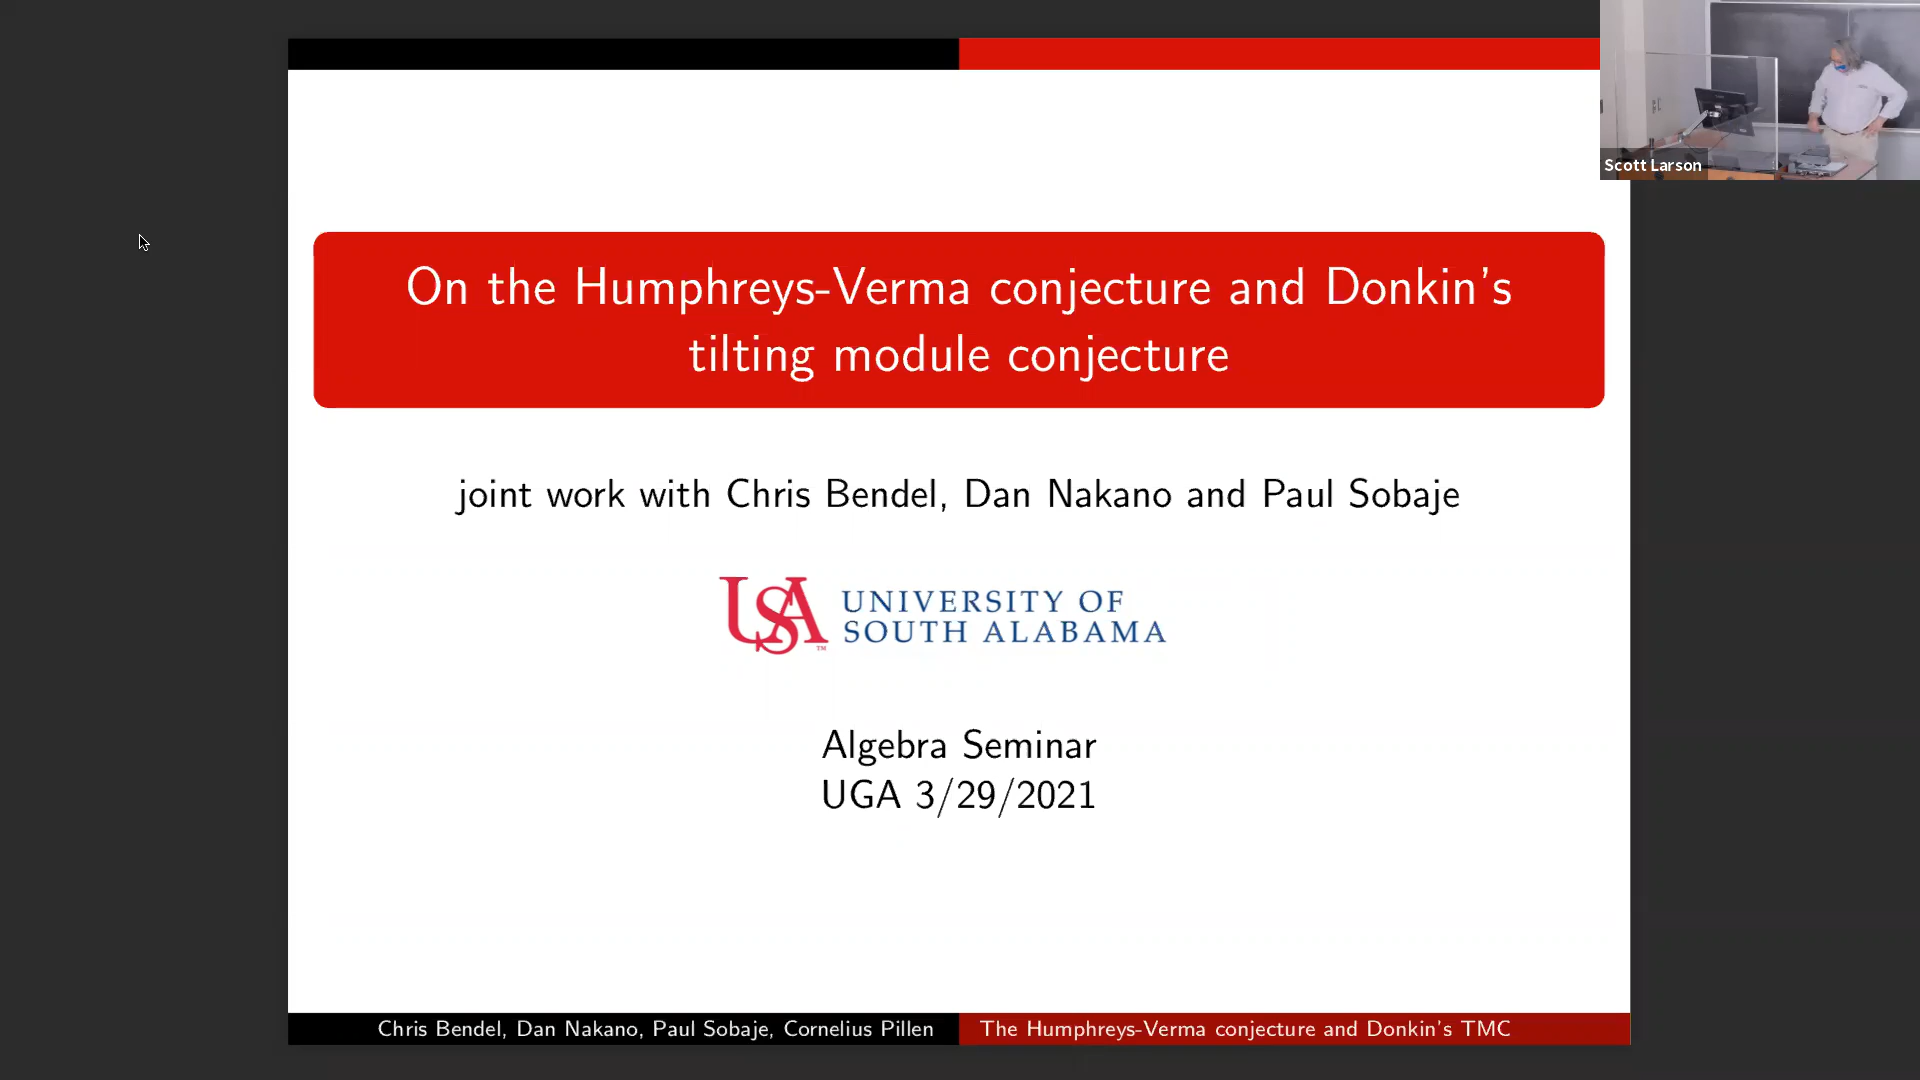 Scott Larson
On the Humphreys-Verma conjecture and Donkin's
tilting module conjecture
joint work with Chris Bendel, Dan Nakano and Paul Sobaje
USA UNIVERSITY OF
SOUTH ALABAMA
™
Algebra Seminar
UGA 3/29/2021
Chris Bendel, Dan Nakano, Paul Sobaje, Cornelius Pillen
The Humphreys-Verma conjecture and Donkin's TMC